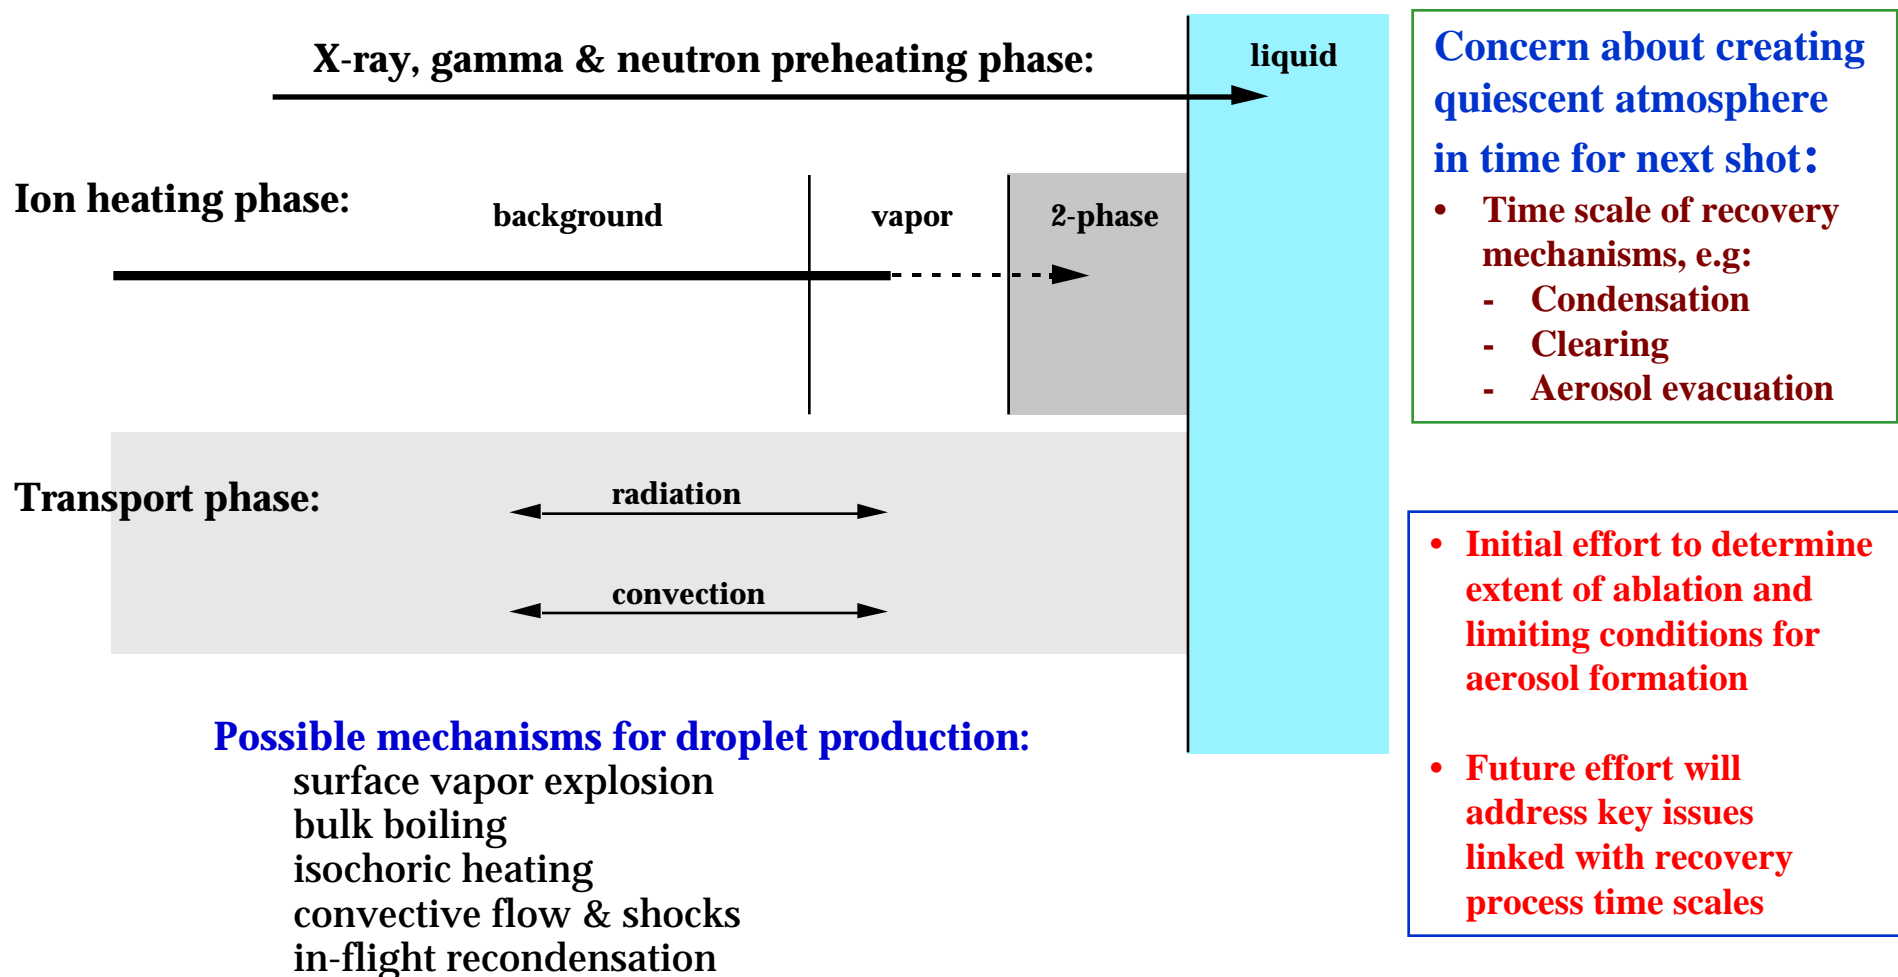 X-ray, gamma & neutron preheating phase:
liquid
Ion heating phase:
background
vapor
2-phase
Transport phase:
radiation
convection
Possible mechanisms for droplet production:
surface vapor explosion
bulk boiling
isochoric heating
convective flow & shocks
in-flight recondensation
Concern about creating
quiescent atmosphere
in time for next shot:
• Time scale of recovery
mechanisms, e.g:
- Condensation
- Clearing
- Aerosol evacuation
• Initial effort to determine
extent of ablation and
limiting conditions for
aerosol formation
• Future effort will
address key issues
linked with recovery
process time scales